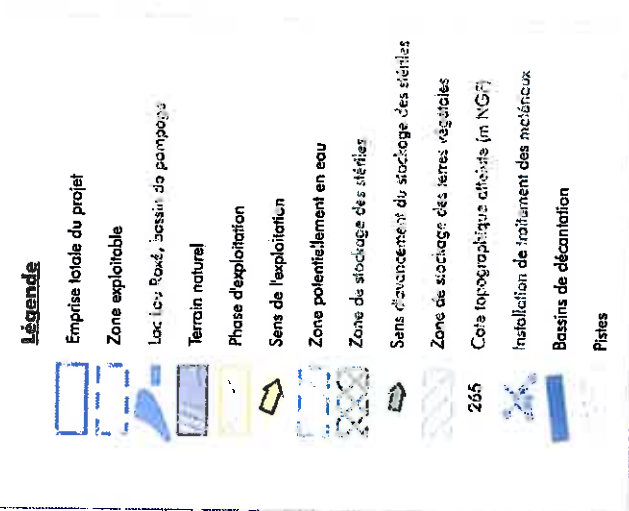 Légende
Emprise totale du projet
Zone exploitable
Lac Lou Roxé, bassin de pompage
Terrain naturel
Phase d'exploitation
Sens de l'exploitation
Zone potentiellement en eau
Zone de stockage des stériles
Sens d'avancement du stockage des stériles
Zone de stockage des terres végétales
265 Cote topographique atteinte (m NGF)
Installation de traitement des matériaux
Bassins de décantation
Pistes